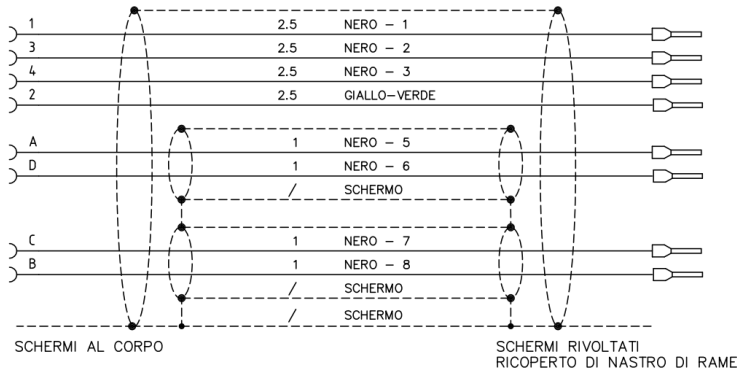 1 2.5 NERO - 1
3 2.5 NERO - 2
4 2.5 NERO - 3
2 2.5 GIALLO-VERDE
A 1 NERO - 5
D 1 NERO - 6
/ SCHERMO
C 1 NERO - 7
B 1 NERO - 8
/ SCHERMO
/ SCHERMO
SCHERMI AL CORPO
SCHERMI RIVOLTATI
RICOPERTO DI NASTRO DI RAME